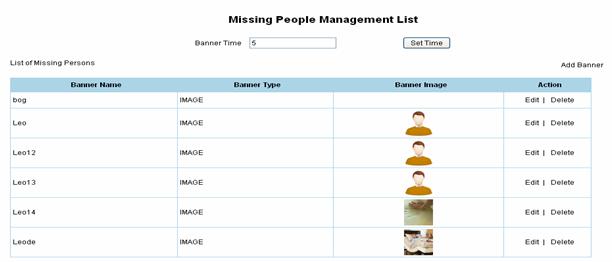 Missing People Management List
Banner Time 5 Set Time
List of Missing Persons Add Banner
Banner Name Banner Type Banner Image Action
bog IMAGE Edit | Delete
Leo IMAGE Edit | Delete
Leo12 IMAGE Edit | Delete
Leo13 IMAGE Edit | Delete
Leo14 IMAGE Edit | Delete
Leode IMAGE Edit | Delete